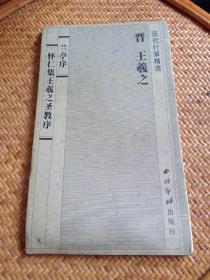 历代行草精选
晋 王羲之
兰亭序
怀仁集王羲之圣教序
西泠印社出版社